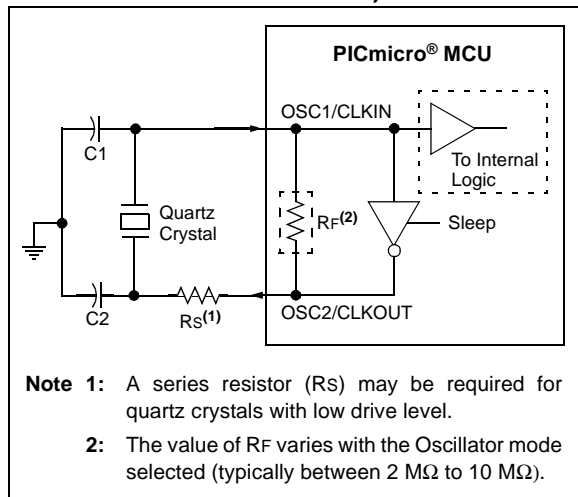 PICmicro® MCU
OSC1/CLKIN
C1
To Internal
Logic
Quartz
Crystal
RF(2)
Sleep
C2
RS(1)
OSC2/CLKOUT
Note 1: A series resistor (RS) may be required for
quartz crystals with low drive level.
2: The value of RF varies with the Oscillator mode
selected (typically between 2 MΩ to 10 MΩ).